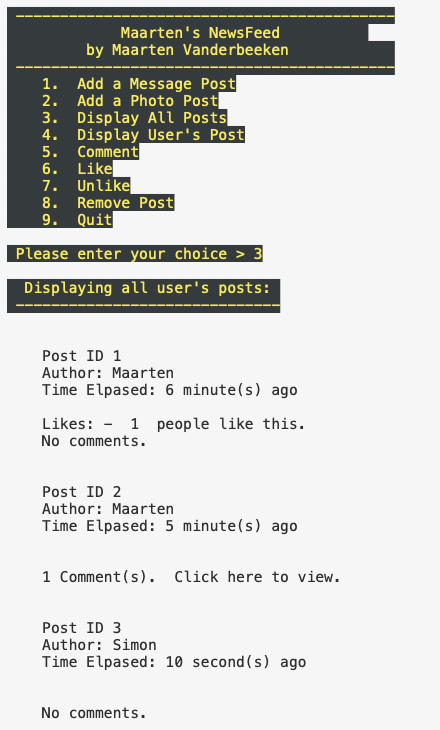 -------------------------------------------
Maarten's NewsFeed
by Maarten Vanderbeeken
-------------------------------------------
1.  Add a Message Post
2.  Add a Photo Post
3.  Display All Posts
4.  Display User's Post
5.  Comment
6.  Like
7.  Unlike
8.  Remove Post
9.  Quit
Please enter your choice > 3
Displaying all user's posts:
------------------------------
Post ID 1
Author: Maarten
Time Elpased: 6 minute(s) ago
Likes: -  1  people like this.
No comments.
Post ID 2
Author: Maarten
Time Elpased: 5 minute(s) ago
1 Comment(s).  Click here to view.
Post ID 3
Author: Simon
Time Elpased: 10 second(s) ago
No comments.